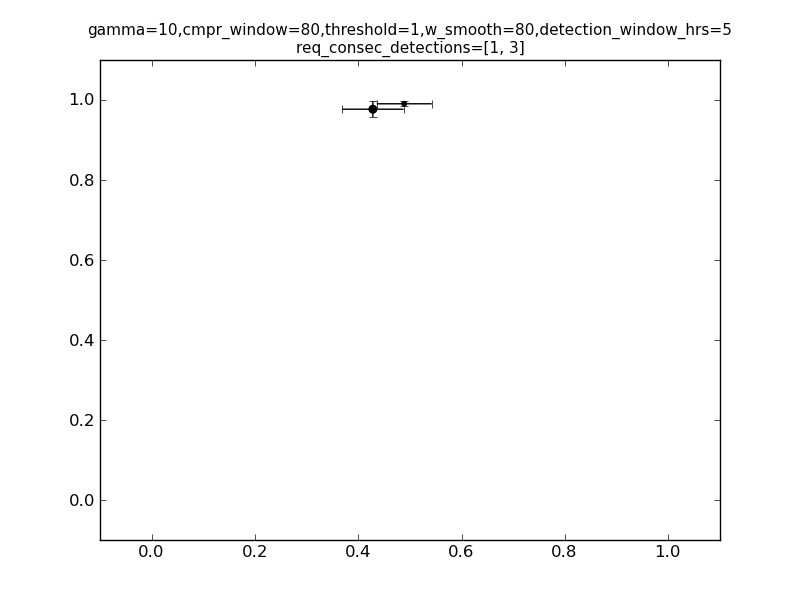 gamma=10,cmpr_window=80,threshold=1,w_smooth=80,detection_window_hrs=5
req_consec_detections=[1, 3]
1.0
0.8
0.6
0.4
0.2
0.0
0.0 0.2 0.4 0.6 0.8 1.0